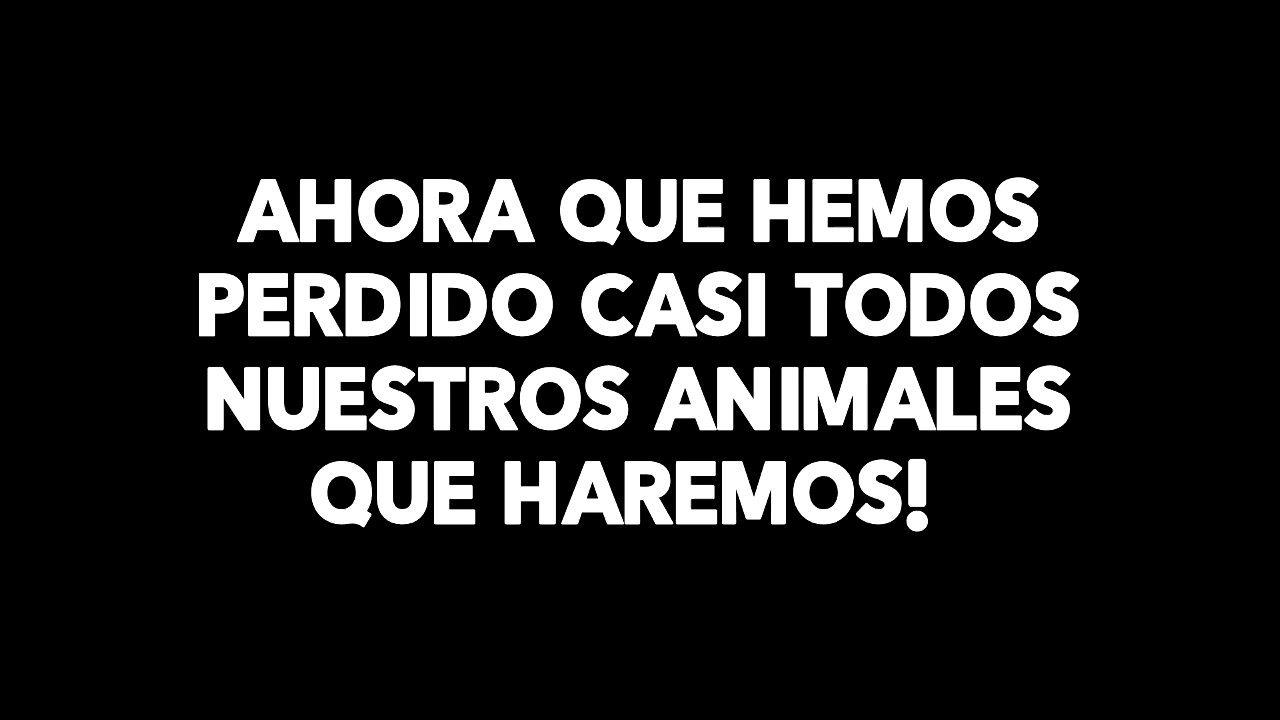 AHORA QUE HEMOS
PERDIDO CASI TODOS
NUESTROS ANIMALES
QUE HAREMOS!